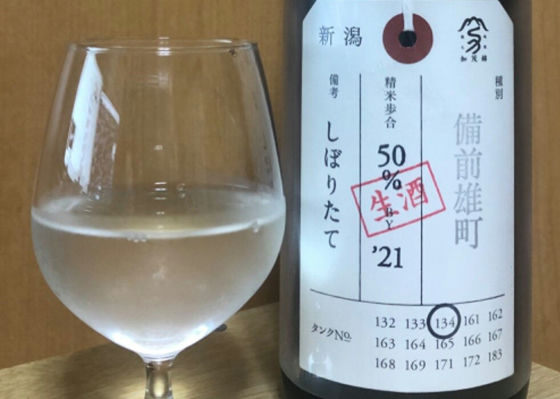 新潟
加茂錦
種別
備前雄町
精米歩合
50%
BY
'21
生酒
備考
しぼりたて
タンクNo.
132 133 134 161 162
163 164 165 166 167
168 169 171 172 183